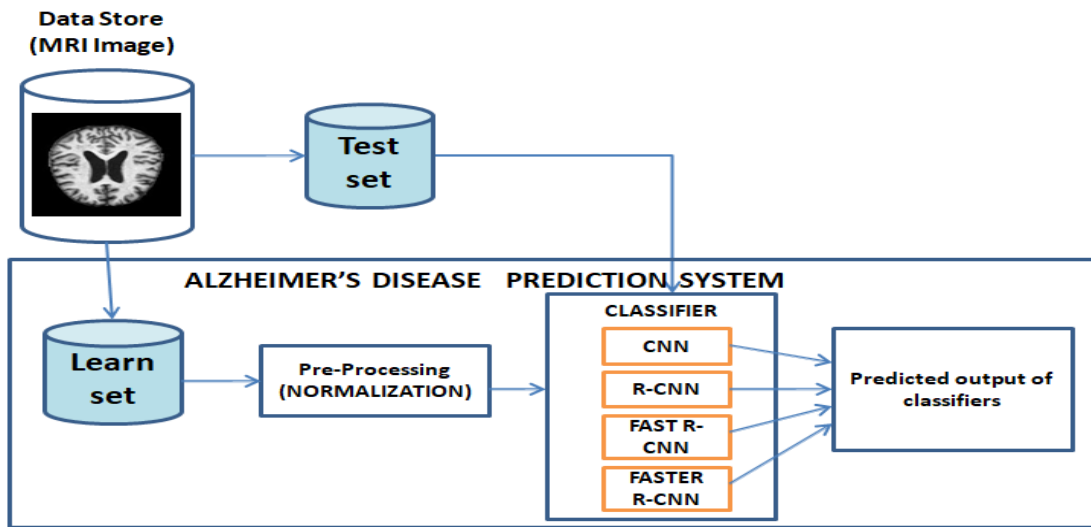 Data Store
(MRI Image)
Test
set
ALZHEIMER'S DISEASE PREDICTION SYSTEM
Learn
set
Pre-Processing
(NORMALIZATION)
CLASSIFIER
CNN
R-CNN
FAST R-
CNN
FASTER
R-CNN
Predicted output of
classifiers